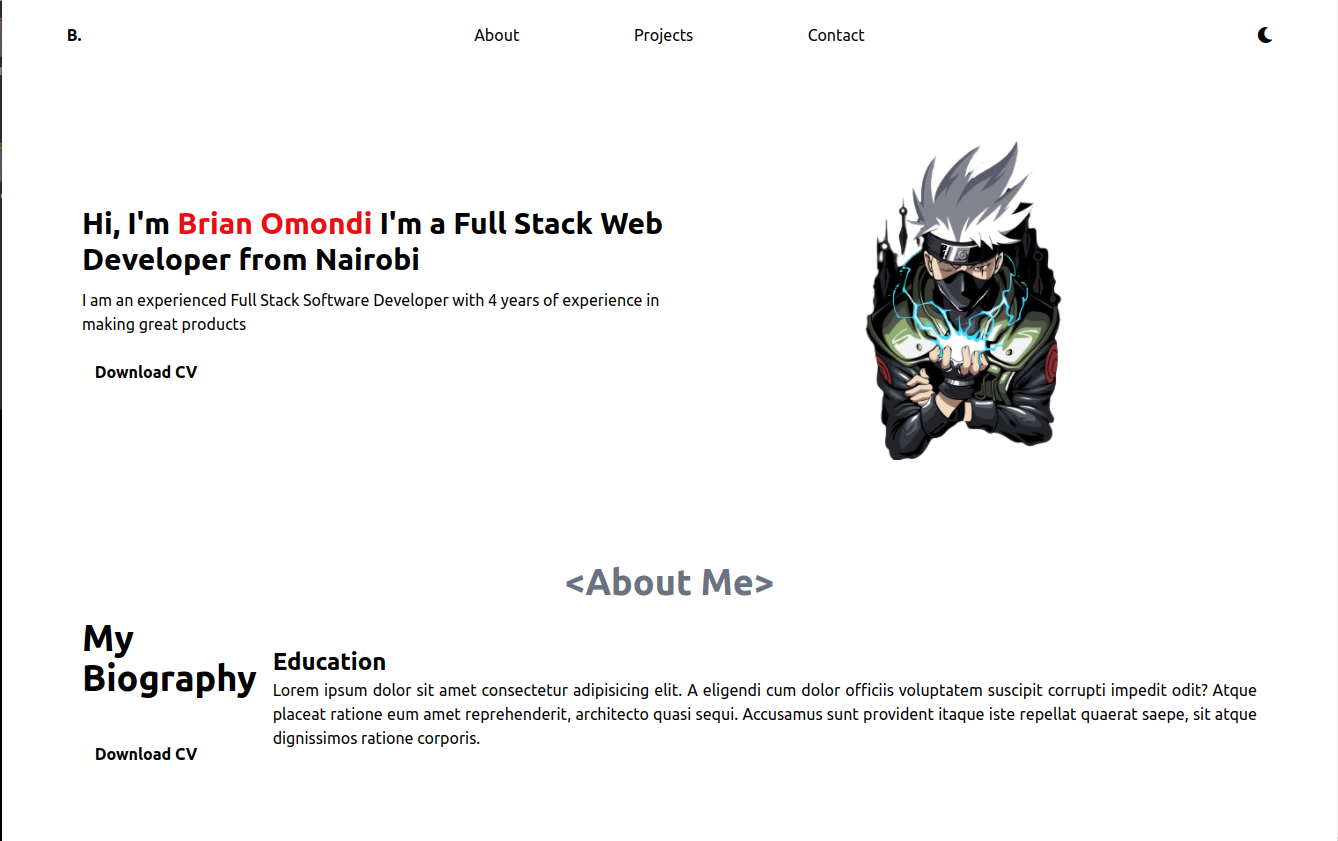 B.
About
Projects
Contact
Hi, I'm Brian Omondi I'm a Full Stack Web
Developer from Nairobi
I am an experienced Full Stack Software Developer with 4 years of experience in
making great products
Download CV
<About Me>
My
Biography
Download CV
Education
Lorem ipsum dolor sit amet consectetur adipisicing elit. A eligendi cum dolor officiis voluptatem suscipit corrupti impedit odit? Atque
placeat ratione eum amet reprehenderit, architecto quasi sequi. Accusamus sunt provident itaque iste repellat quaerat saepe, sit atque
dignissimos ratione corporis.